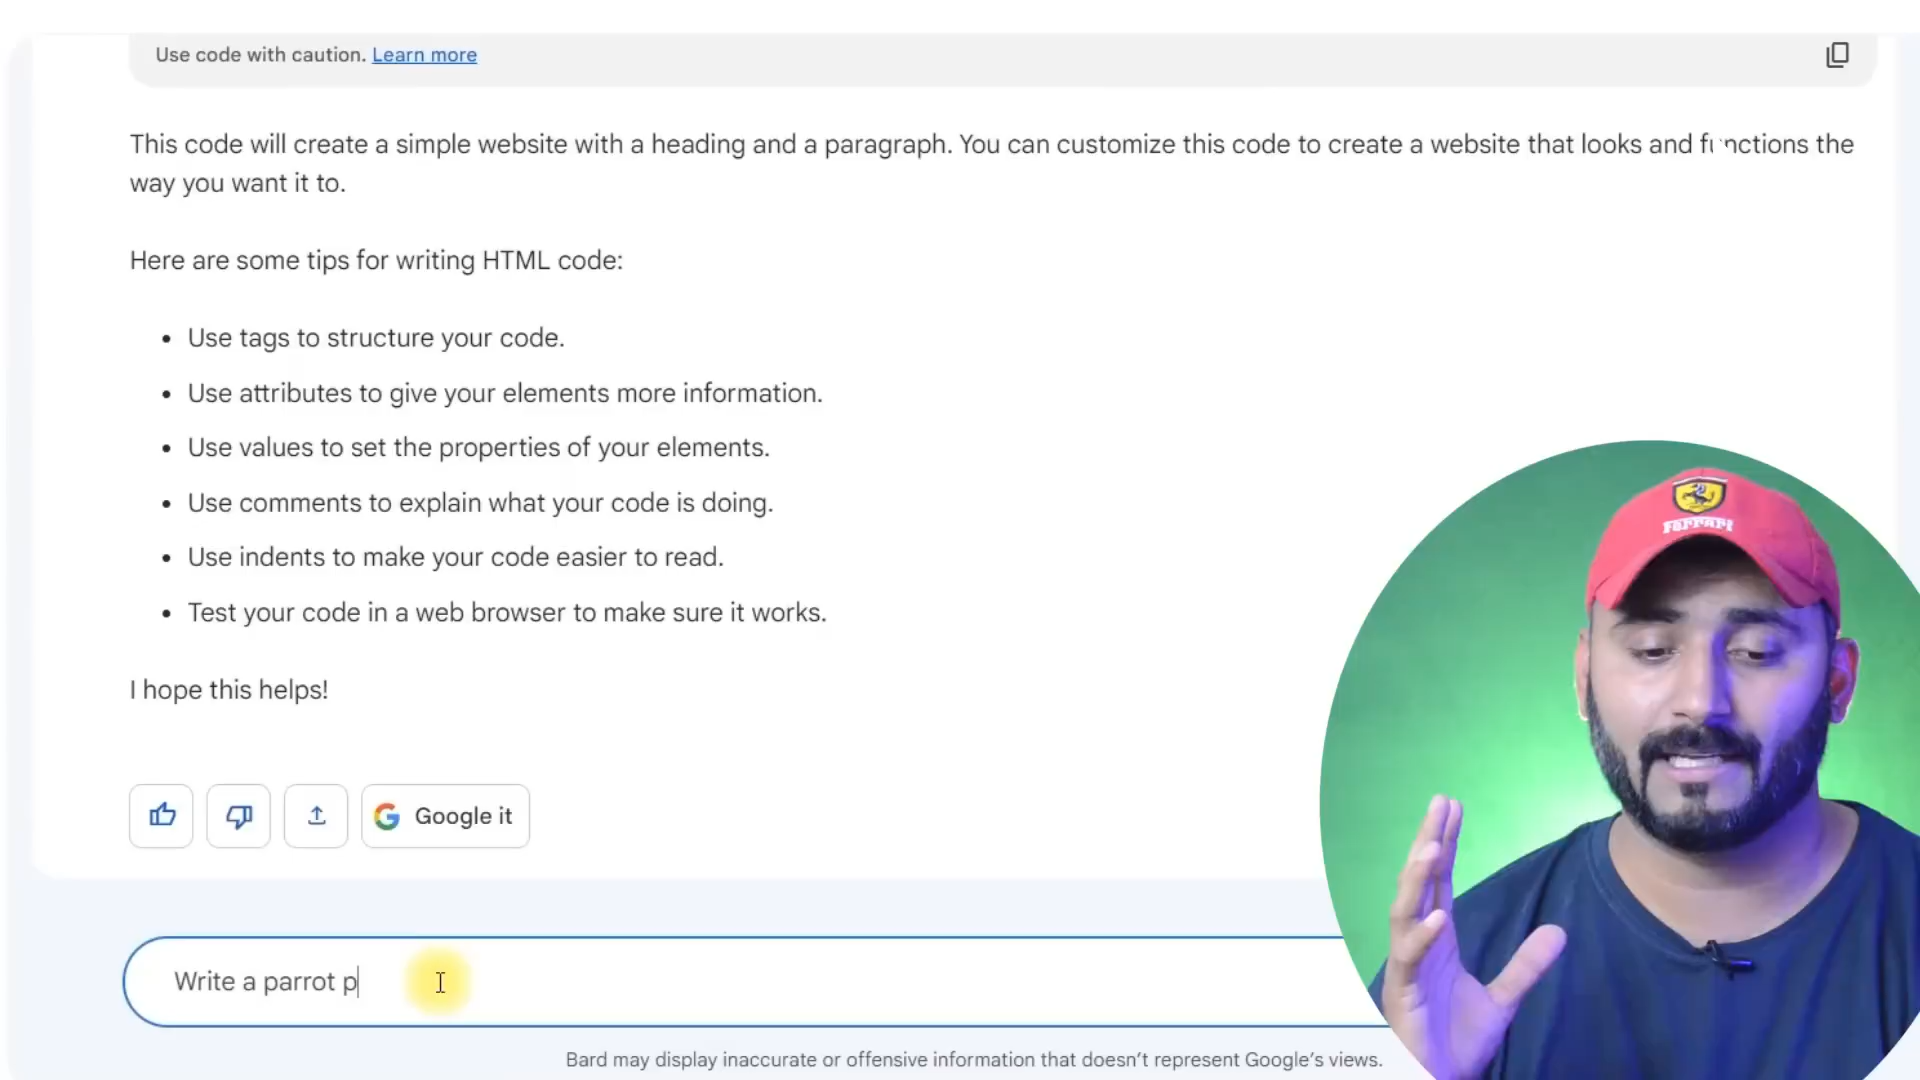 Use code with caution. Learn more
This code will create a simple website with a heading and a paragraph. You can customize this code to create a website that looks and functions the
way you want it to.
Here are some tips for writing HTML code:
• Use tags to structure your code.
• Use attributes to give your elements more information.
• Use values to set the properties of your elements.
• Use comments to explain what your code is doing.
• Use indents to make your code easier to read.
• Test your code in a web browser to make sure it works.
I hope this helps!
Ferrari
Google it
Write a parrot p
Bard may display inaccurate or offensive information that doesn't represent Google's views.